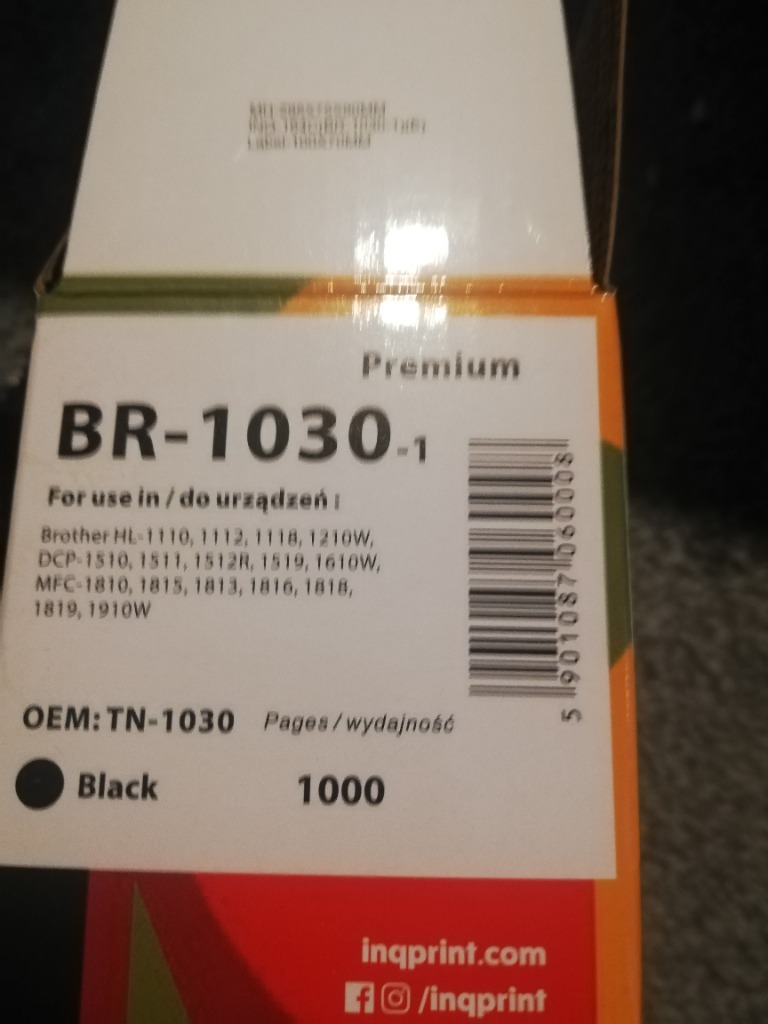 Premium
BR-1030-1
For use in / do urządzeń :
Brother HL-1110, 1112, 1118, 1210W,
DCP-1510, 1511, 1512R, 1519, 1610W,
MFC-1810, 1815, 1813, 1816, 1818,
1819, 1910W
5 901087 060008
OEM: TN-1030 Pages / wydajność
Black 1000
inqprint.com
/inqprint